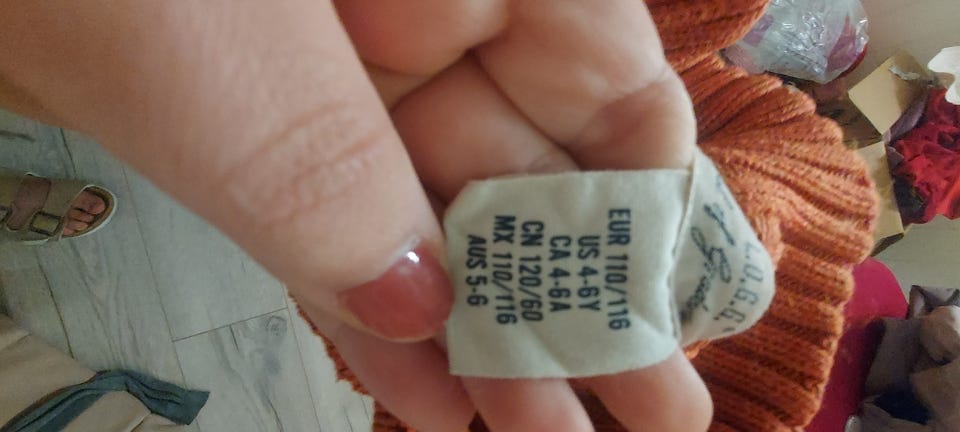 L.O.G.G.
EUR 110/116
US 4-6Y
CA 4-6A
CN 120/60
MX 110/116
AUS 5-6